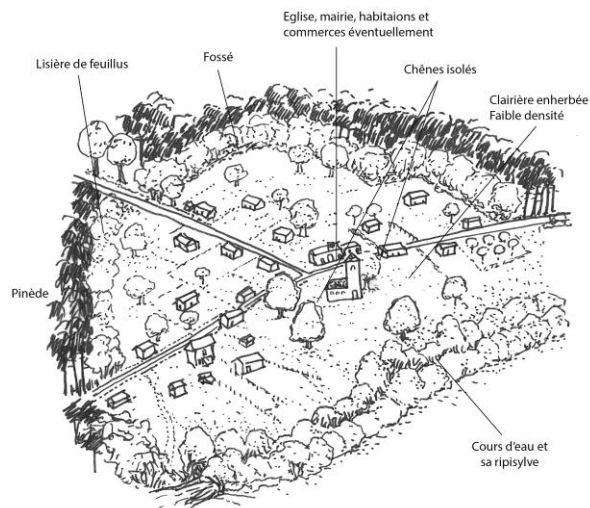 Eglise, mairie, habitaions et
commerces éventuellement
Lisière de feuillus
Fossé
Chênes isolés
Clairière enherbée
Faible densité
Pinède
Cours d'eau et
sa ripisylve